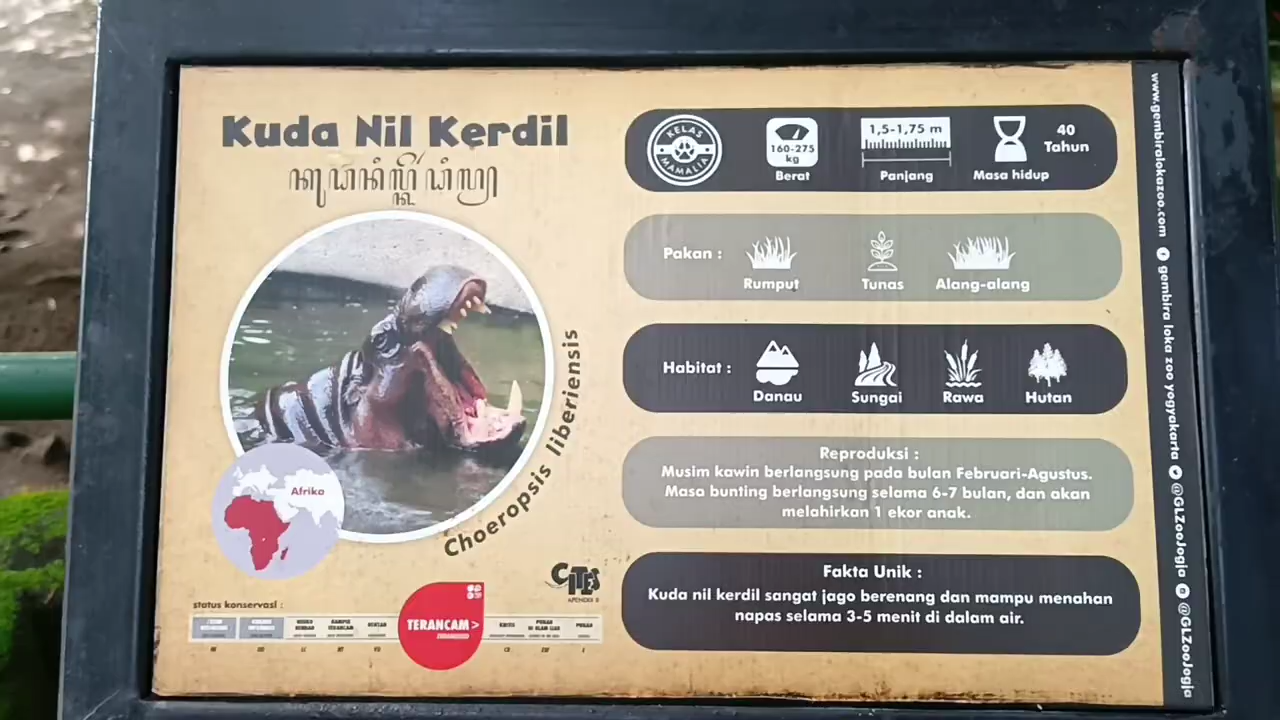 Kuda Nil Kerdil
Choeropsis liberiensis
Afrika
CITES
APENDIX II
status konservasi :
TERANCAM>
KELAS
MAMALIA
160-275
kg
Berat
1,5-1,75 m
Panjang
40
Tahun
Masa hidup
Pakan :
Rumput
Tunas
Alang-alang
Habitat :
Danau
Sungai
Rawa
Hutan
Reproduksi :
Musim kawin berlangsung pada bulan Februari-Agustus.
Masa bunting berlangsung selama 6-7 bulan, dan akan
melahirkan 1 ekor anak.
Fakta Unik :
Kuda nil kerdil sangat jago berenang dan mampu menahan
napas selama 3-5 menit di dalam air.
www.gembiralokazoo.com gembira loka zoo yogyakarta @GLZooJogja @GLZooJogja